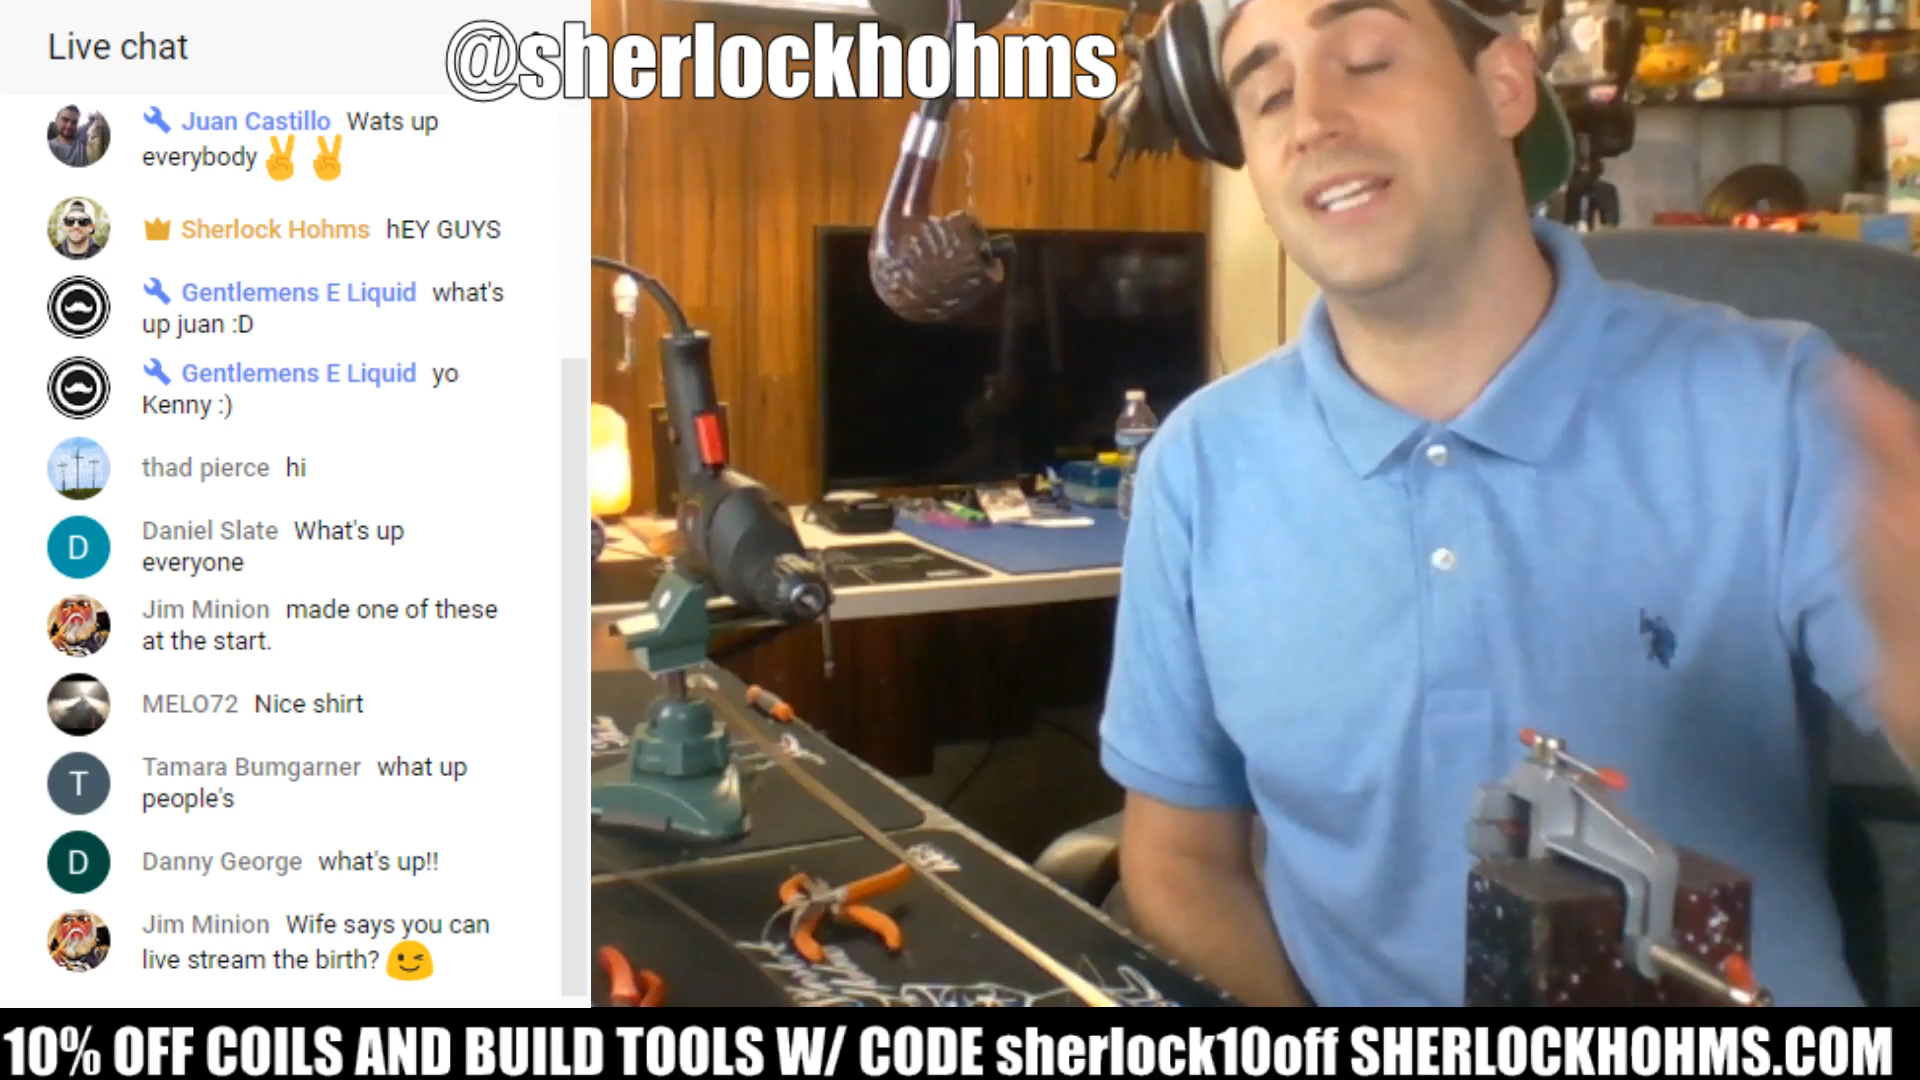 Live chat
@sherlockhohms
Juan Castillo Wats up
everybody✌✌
Sherlock Hohms hEY GUYS
Gentlemens E Liquid what's
up juan :D
Gentlemens E Liquid yo
Kenny :)
thad pierce hi
D
Daniel Slate What's up
everyone
Jim Minion made one of these
at the start.
MELO72 Nice shirt
T
Tamara Bumgarner what up
people's
D
Danny George what's up!!
Jim Minion Wife says you can
live stream the birth? 😉
10% OFF COILS AND BUILD TOOLS W/ CODE sherlock10off SHERLOCKHOHMS.COM